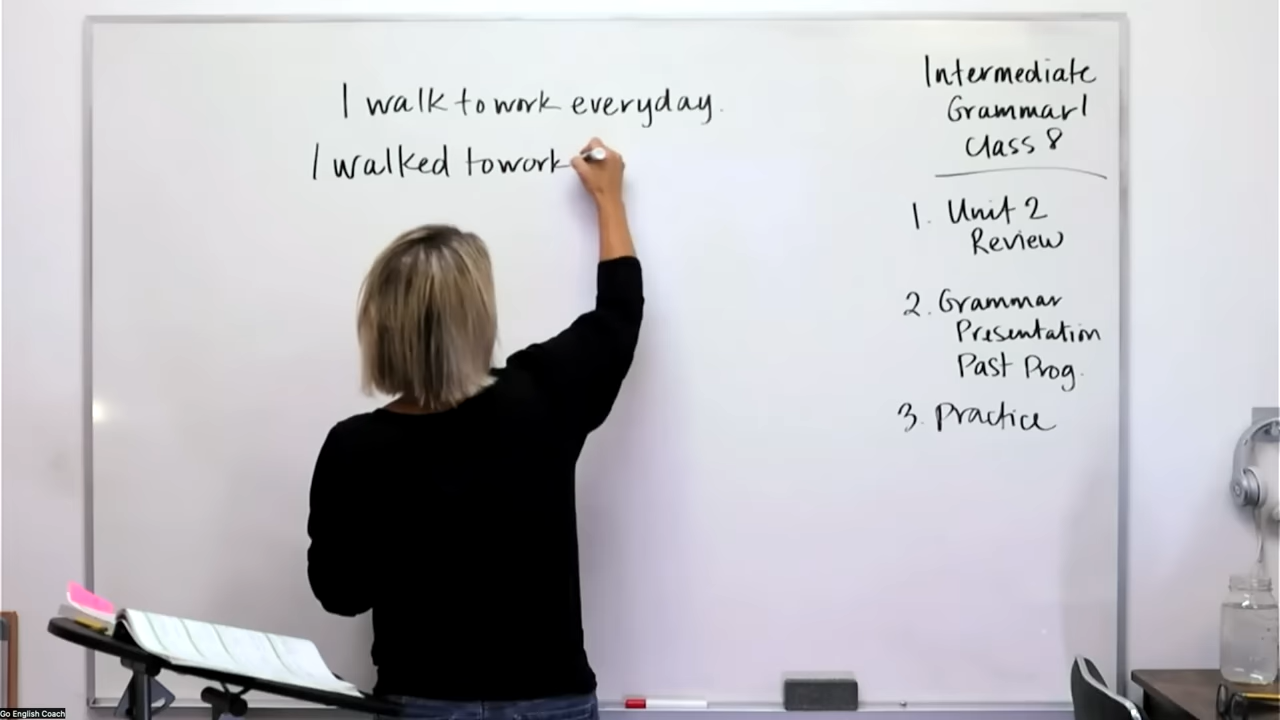 I walk to work everyday.
I walked to work
Intermediate
Grammar 1
Class 8
1. Unit 2
Review
2. Grammar
Presentation
Past Prog.
3. Practice
Go English Coach